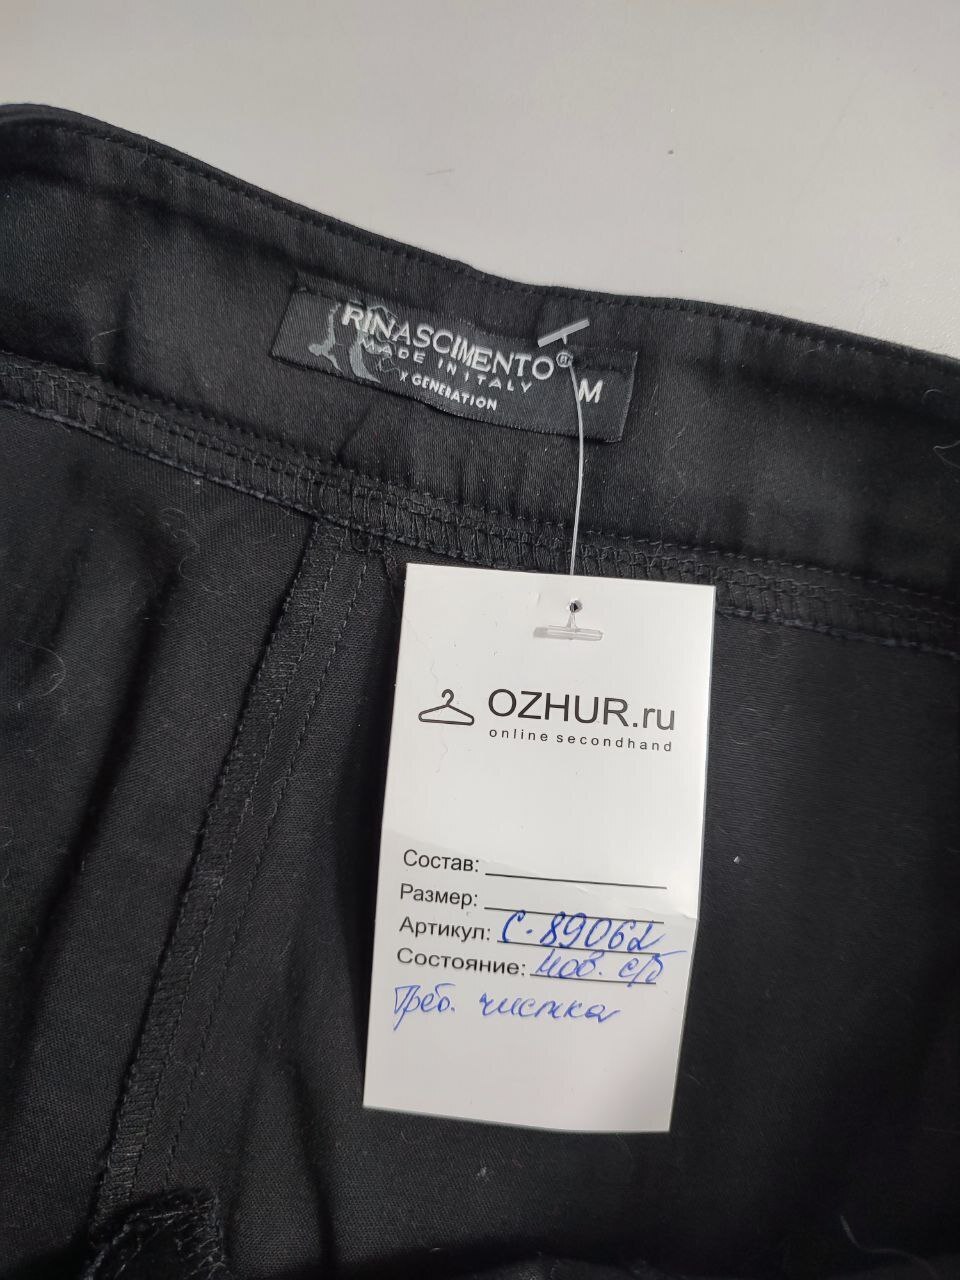 RINASCIMENTO®
MADE IN ITALY
X GENERATION
M
OZHUR.ru
online secondhand
Состав:
Размер:
Артикул: С-89062
Состояние: нов. с/б
Треб. чистка